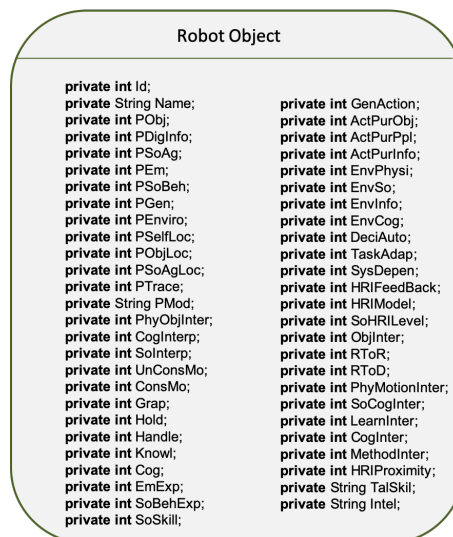 Robot Object
private int Id;
private String Name;
private int PObj;
private int PDigInfo;
private int PSoAg;
private int PEm;
private int PSoBeh;
private int PGen;
private int PEnviro;
private int PSelfLoc;
private int PObjLoc;
private int PSoAgLoc;
private int PTrace;
private String PMod;
private int PhyObjInter;
private int CogInterp;
private int SoInterp;
private int UnConsMo;
private int ConsMo;
private int Grap;
private int Hold;
private int Handle;
private int Knowl;
private int Cog;
private int EmExp;
private int SoBehExp;
private int SoSkill;
private int GenAction;
private int ActPurObj;
private int ActPurPpl;
private int ActPurInfo;
private int EnvPhysi;
private int EnvSo;
private int EnvInfo;
private int EnvCog;
private int DeciAuto;
private int TaskAdap;
private int SysDepen;
private int HRIFeedBack;
private int HRIModel;
private int SoHRILevel;
private int ObjInter;
private int RToR;
private int RToD;
private int PhyMotionInter;
private int SoCogInter;
private int LearnInter;
private int CogInter;
private int MethodInter;
private int HRIProximity;
private String TalSkil;
private String Intel;